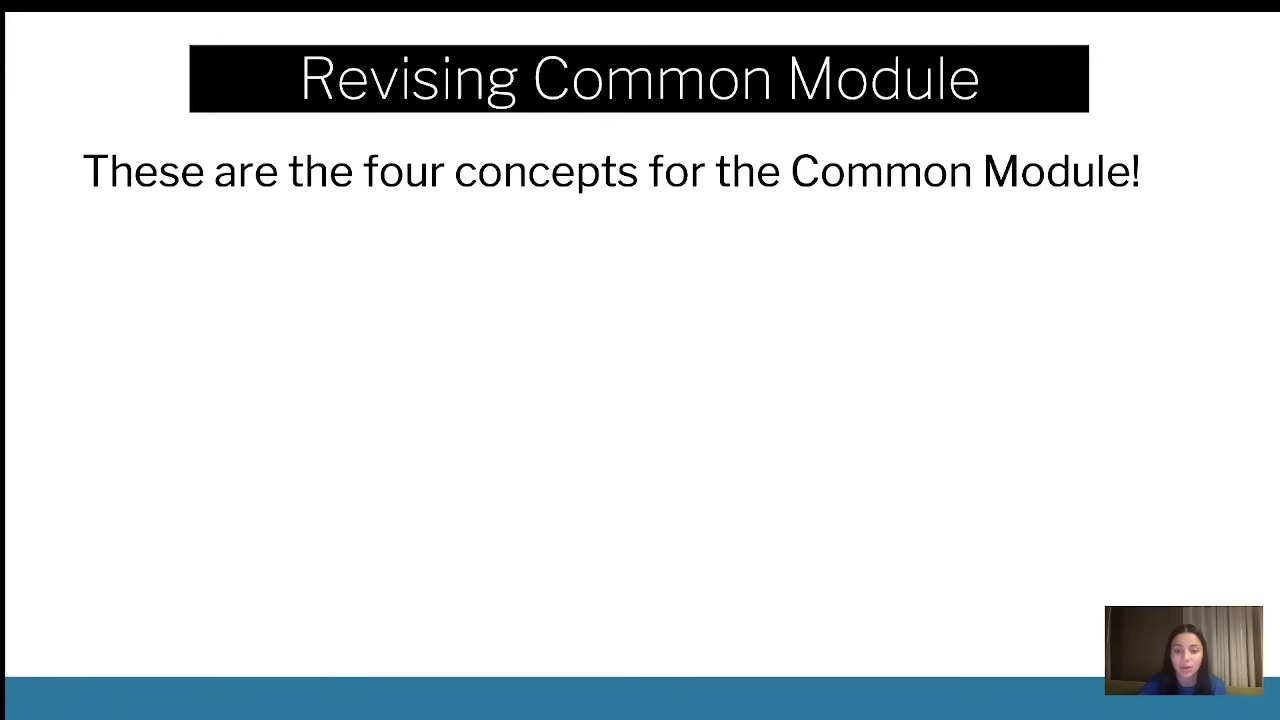 Revising Common Module
These are the four concepts for the Common Module!